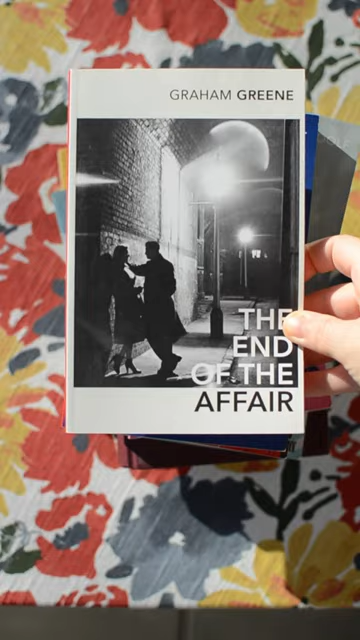 GRAHAM GREENE
THE
END
OF THE
AFFAIR